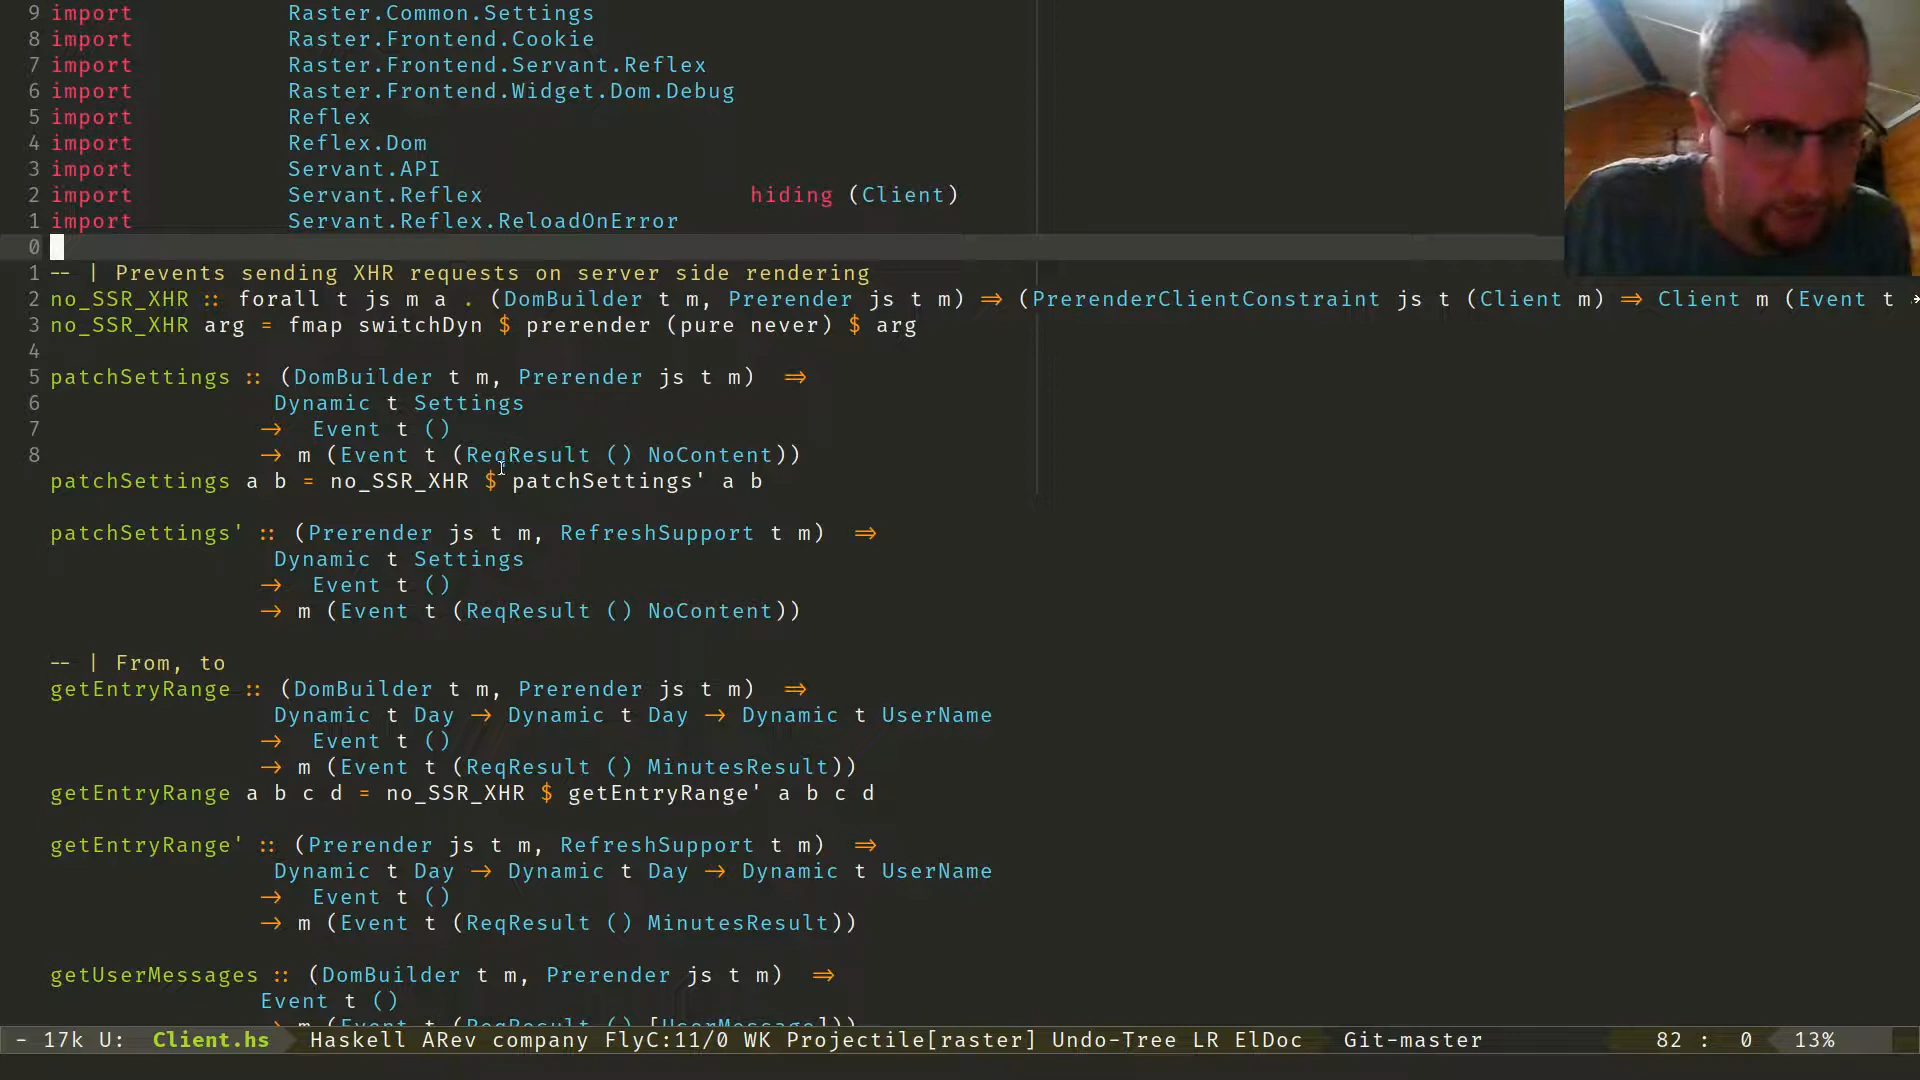 9 import Raster.Common.Settings
8 import Raster.Frontend.Cookie
7 import Raster.Frontend.Servant.Reflex
6 import Raster.Frontend.Widget.Dom.Debug
5 import Reflex
4 import Reflex.Dom
3 import Servant.API
2 import Servant.Reflex hiding (Client)
1 import Servant.Reflex.ReloadOnError
0
1 -- | Prevents sending XHR requests on server side rendering
2 no_SSR_XHR :: forall t js m a . (DomBuilder t m, Prerender js t m) ⇒ (PrerenderClientConstraint js t (Client m) ⇒ Client m (Event t
3 no_SSR_XHR arg = fmap switchDyn $ prerender (pure never) $ arg
4
5 patchSettings :: (DomBuilder t m, Prerender js t m) ⇒
6 Dynamic t Settings
7 → Event t ()
8 → m (Event t (ReqResult () NoContent))
patchSettings a b = no_SSR_XHR $ patchSettings' a b
patchSettings' :: (Prerender js t m, RefreshSupport t m) ⇒
Dynamic t Settings
→ Event t ()
→ m (Event t (ReqResult () NoContent))
-- | From, to
getEntryRange :: (DomBuilder t m, Prerender js t m) ⇒
Dynamic t Day → Dynamic t Day → Dynamic t UserName
→ Event t ()
→ m (Event t (ReqResult () MinutesResult))
getEntryRange a b c d = no_SSR_XHR $ getEntryRange' a b c d
getEntryRange' :: (Prerender js t m, RefreshSupport t m) ⇒
Dynamic t Day → Dynamic t Day → Dynamic t UserName
→ Event t ()
→ m (Event t (ReqResult () MinutesResult))
getUserMessages :: (DomBuilder t m, Prerender js t m) ⇒
Event t ()
→ m (Event t (ReqResult () [UserMessage]))
- 17k U: Client.hs Haskell ARev company FlyC:11/0 WK Projectile[raster] Undo-Tree LR ElDoc Git-master 82 : 0 13%